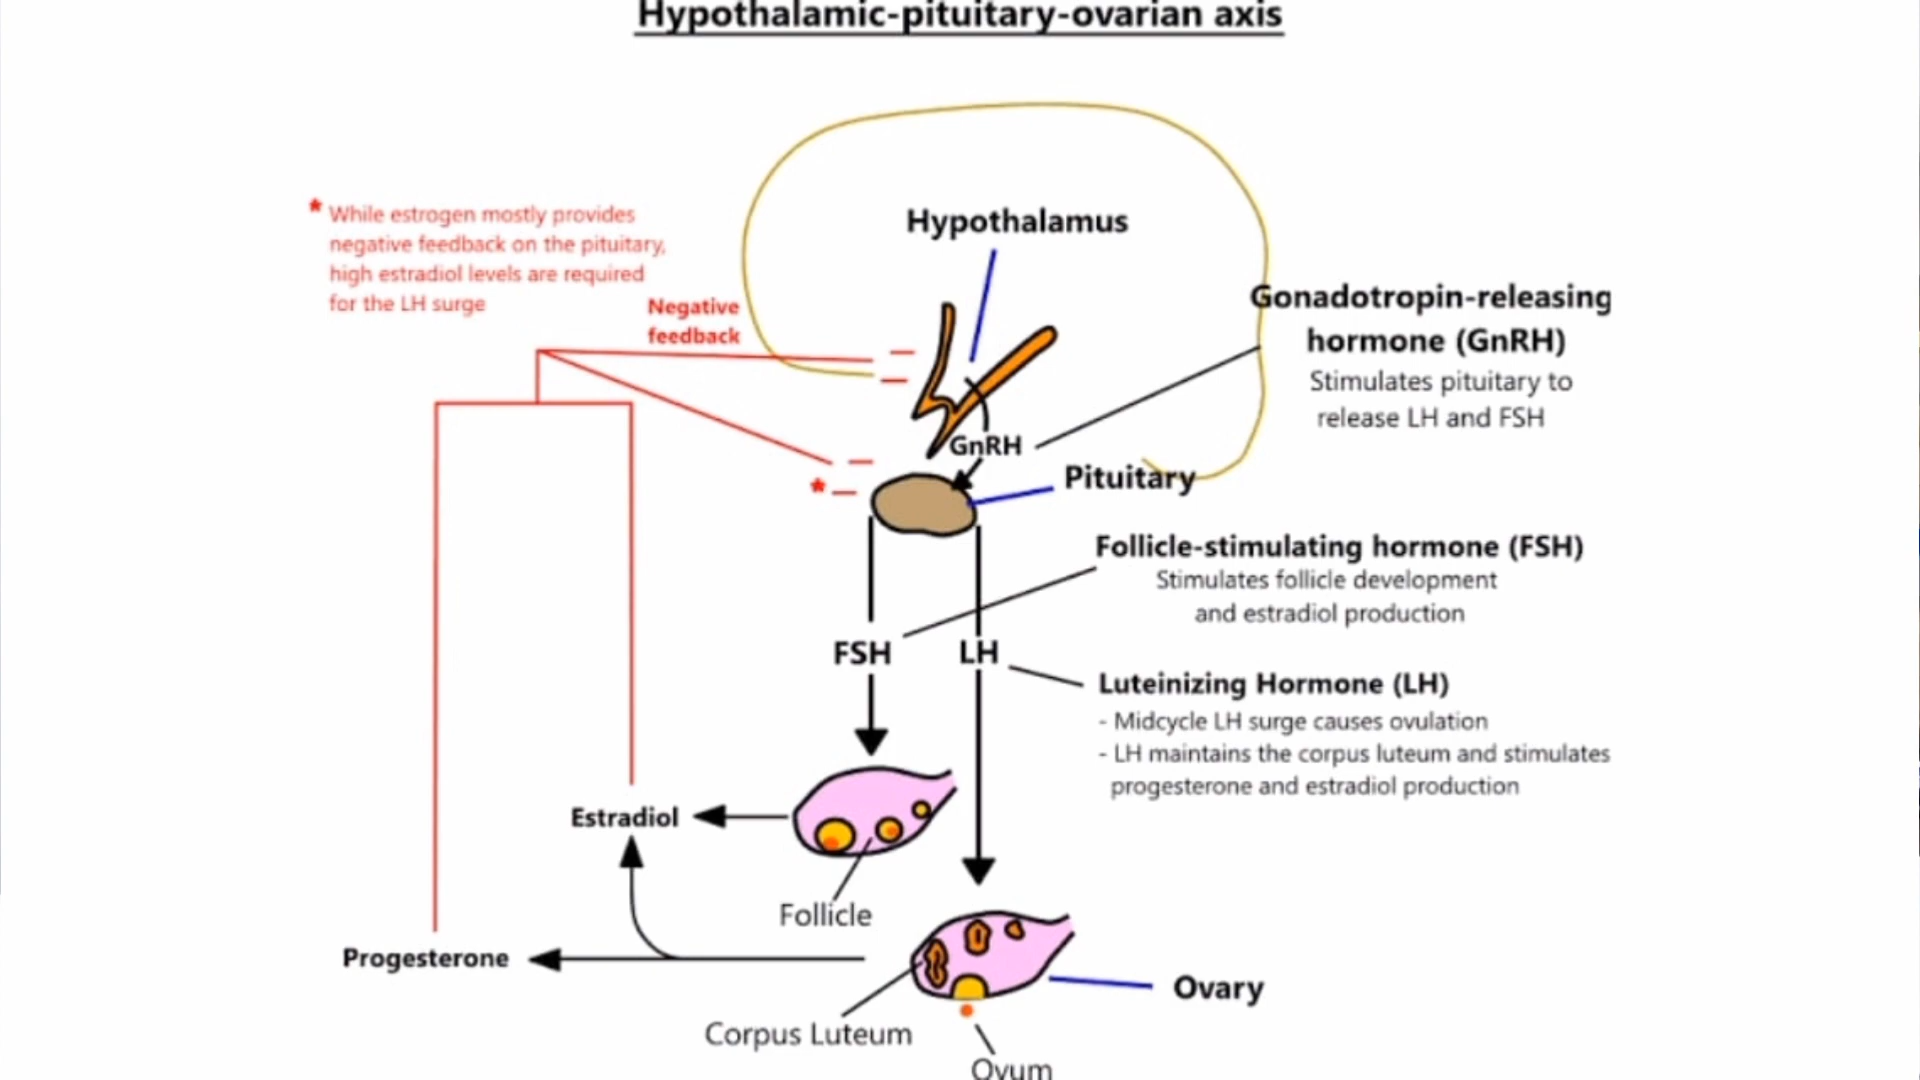 Hypothalamic-pituitary-ovarian axis
* While estrogen mostly provides
negative feedback on the pituitary,
high estradiol levels are required
for the LH surge
Negative
feedback
Hypothalamus
Gonadotropin-releasing
hormone (GnRH)
Stimulates pituitary to
release LH and FSH
GnRH
Pituitary
*
Follicle-stimulating hormone (FSH)
Stimulates follicle development
and estradiol production
FSH
LH
Luteinizing Hormone (LH)
- Midcycle LH surge causes ovulation
- LH maintains the corpus luteum and stimulates
progesterone and estradiol production
Estradiol
Follicle
Progesterone
Ovary
Corpus Luteum
Ovum